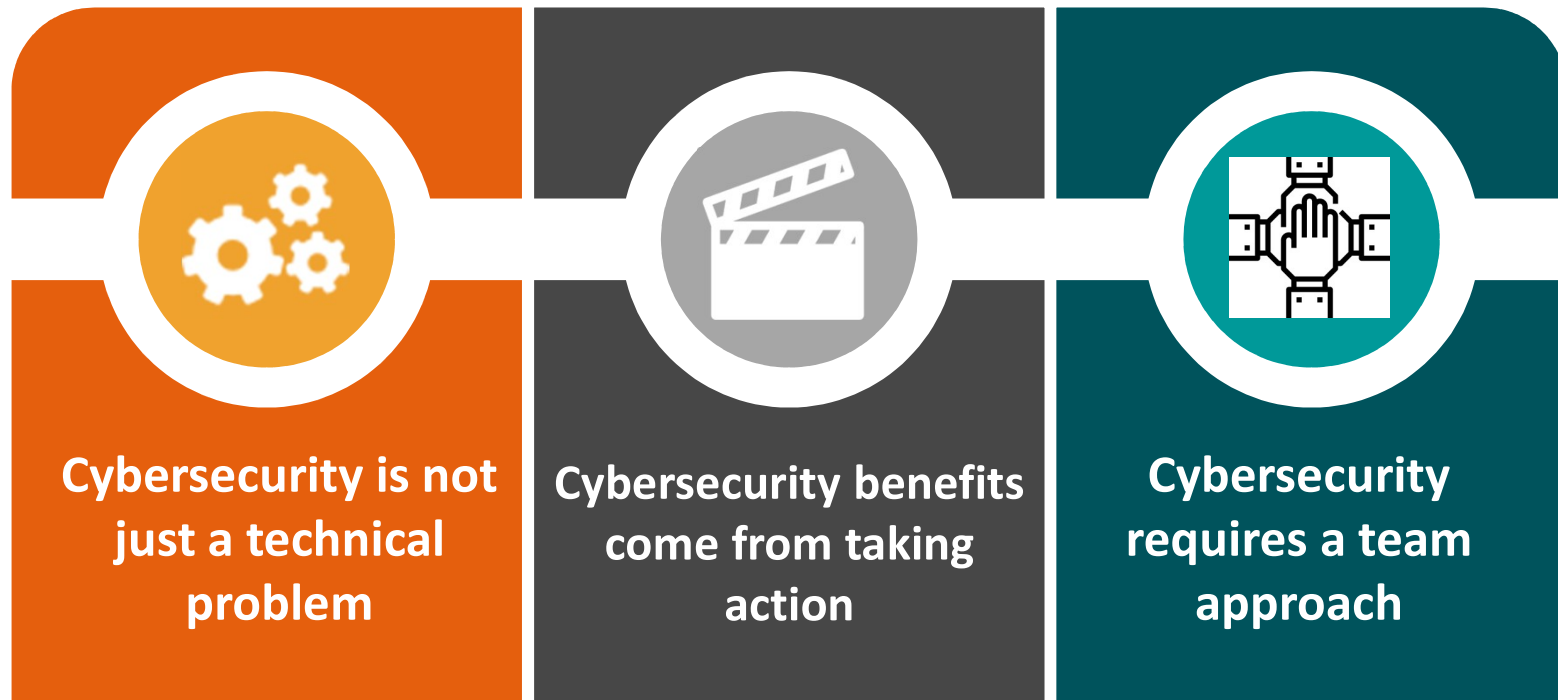 Cybersecurity is not
just a technical
problem
Cybersecurity benefits
come from taking
action
Cybersecurity
requires a team
approach